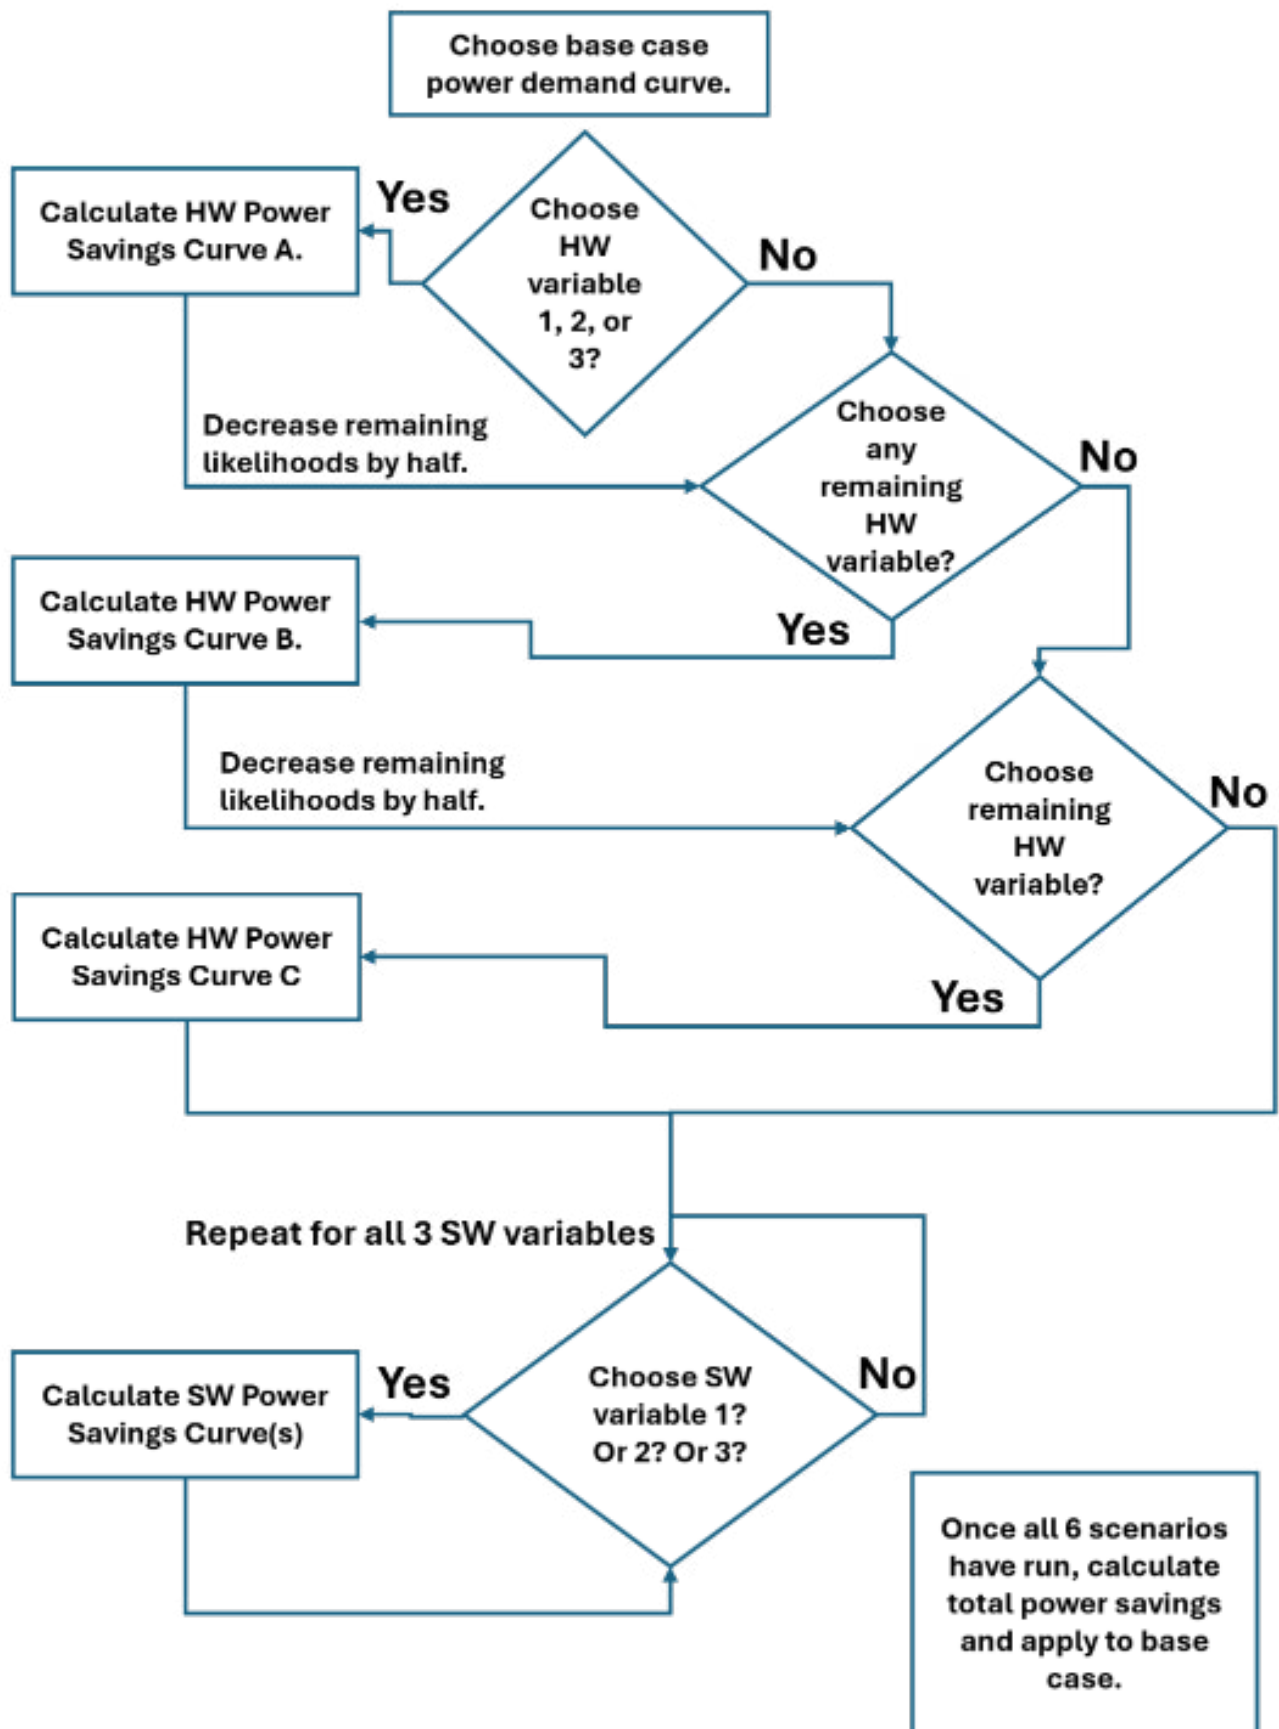 Choose base case
power demand curve.
Yes
Calculate HW Power
Savings Curve A.
Choose
HW
variable
1, 2, or
3?
No
Decrease remaining
likelihoods by half.
Choose
any
remaining
HW
variable?
No
Yes
Calculate HW Power
Savings Curve B.
Decrease remaining
likelihoods by half.
Choose
remaining
HW
variable?
No
Yes
Calculate HW Power
Savings Curve C
Repeat for all 3 SW variables
Choose SW
variable 1?
Or 2? Or 3?
No
Yes
Calculate SW Power
Savings Curve(s)
Once all 6 scenarios
have run, calculate
total power savings
and apply to base
case.